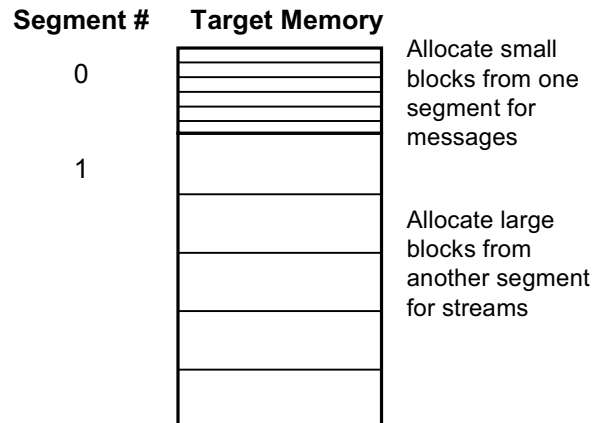 Segment # Target Memory
0
Allocate small
blocks from one
segment for
messages
1
Allocate large
blocks from
another segment
for streams